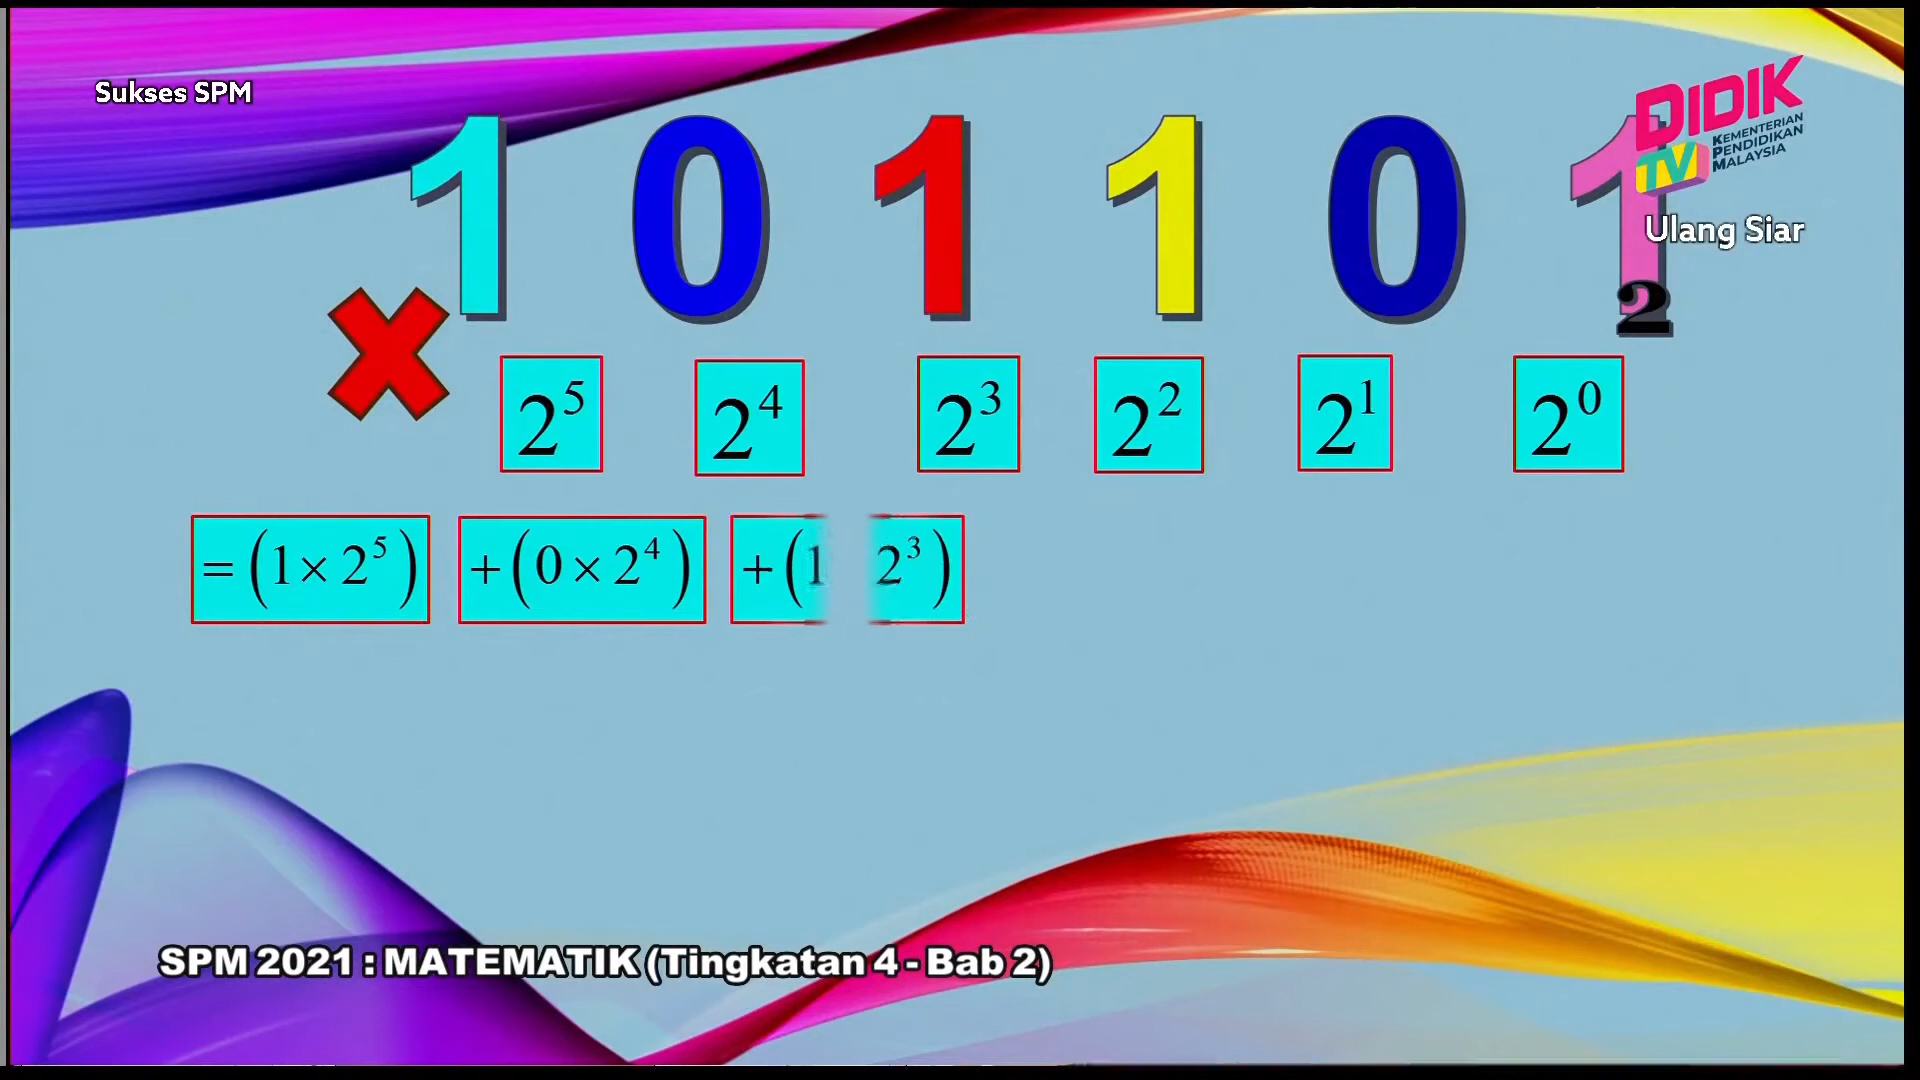 Sukses SPM
DIDIK
TV
KEMENTERIAN
PENDIDIKAN
MALAYSIA
Ulang Siar
1 0 1 1 0 1₂
× 2⁵ 2⁴ 2³ 2² 2¹ 2⁰
=(1×2⁵) +(0×2⁴) +(1 2³)
SPM 2021 : MATEMATIK (Tingkatan 4 - Bab 2)